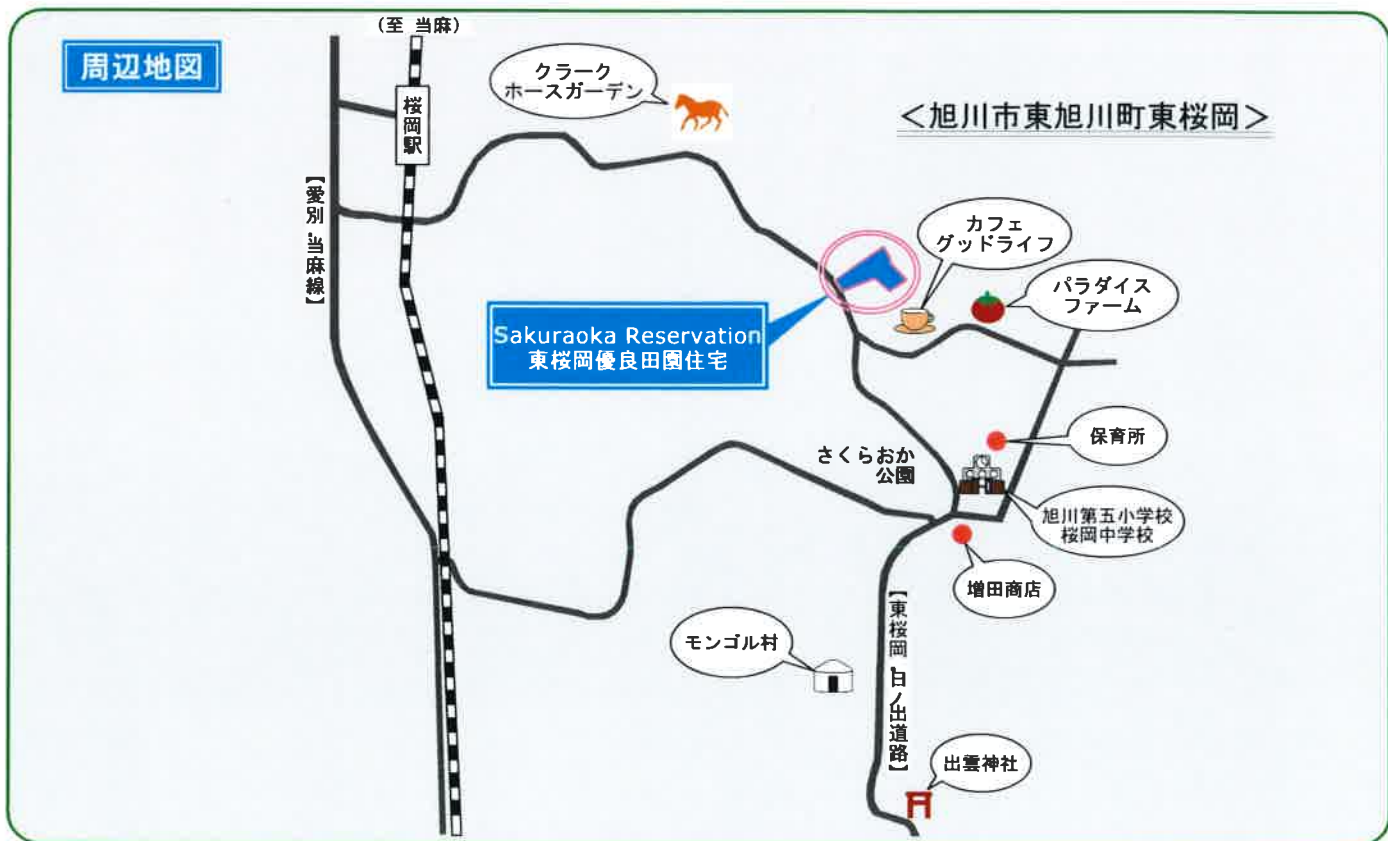 (至 当麻)
周辺地図
クラーク
ホースガーデン
桜岡駅
<旭川市東旭川町東桜岡>
【愛別・当麻線】
カフェ
グッドライフ
パラダイス
ファーム
Sakuraoka Reservation
東桜岡優良田園住宅
保育所
さくらおか
公園
旭川第五小学校
桜岡中学校
増田商店
【東桜岡・日ノ出道路】
モンゴル村
出雲神社